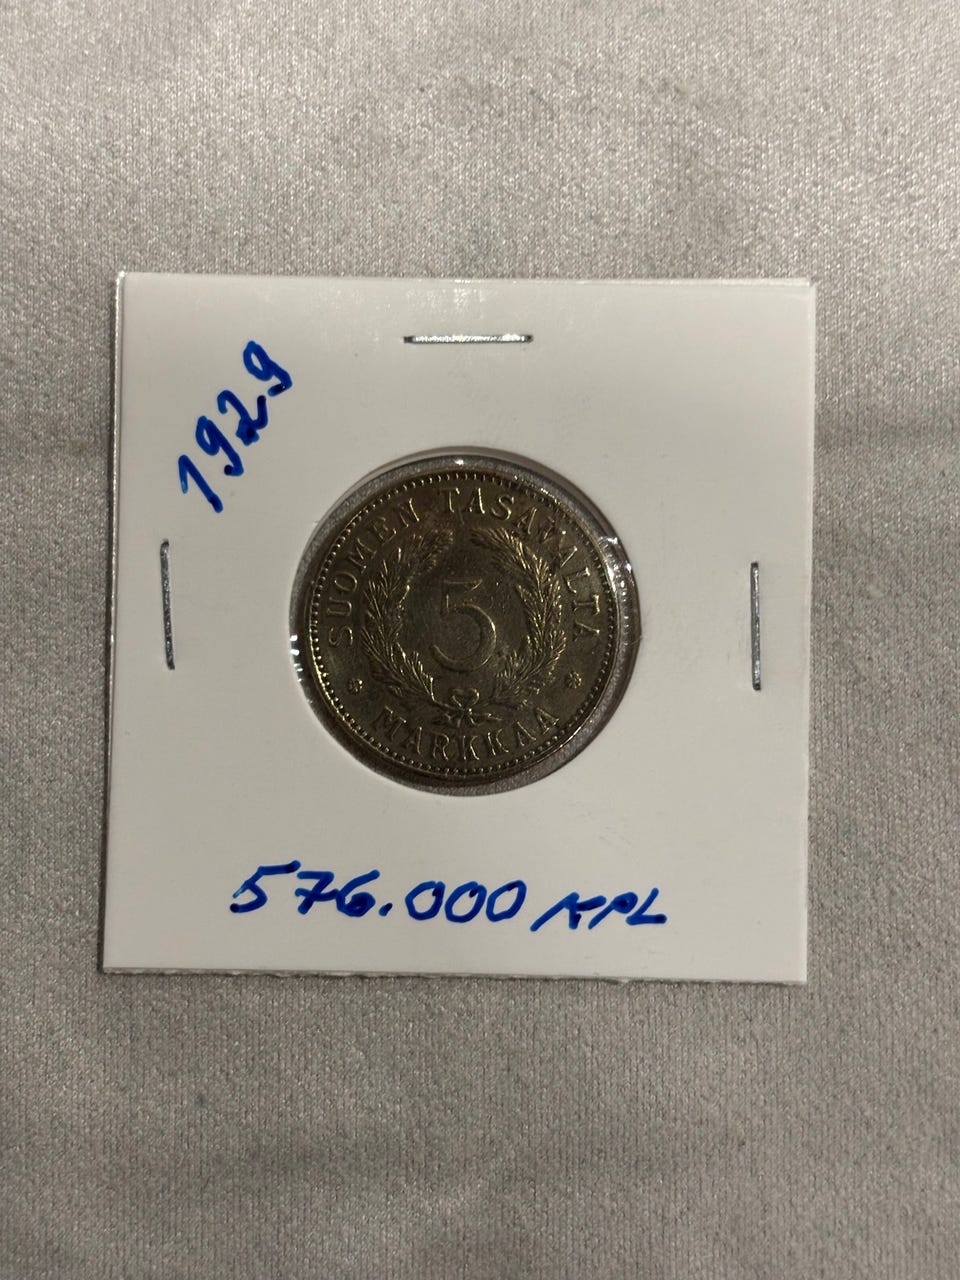 1929
SUOMEN TASAVALTA
5
MARKKAA
576.000 KPL